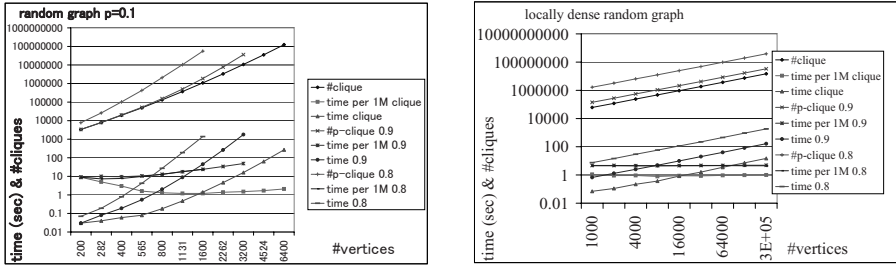 random graph p=0.1
time (sec) & #cliques
1000000000
100000000
10000000
1000000
100000
10000
1000
100
10
1
0.1
0.01
200
282
400
565
800
1131
1600
2262
3200
4524
6400
#vertices
#clique
time per 1M clique
time clique
#p-clique 0.9
time per 1M 0.9
time 0.9
#p-clique 0.8
time per 1M 0.8
time 0.8
locally dense random graph
time (sec) & #cliques
10000000000
100000000
1000000
10000
100
1
0.01
1000
4000
16000
64000
3E+05
#vertices
#clique
time per 1M clique
time clique
#p-clique 0.9
time per 1M 0.9
time 0.9
#p-clique 0.8
time per 1M 0.8
time 0.8